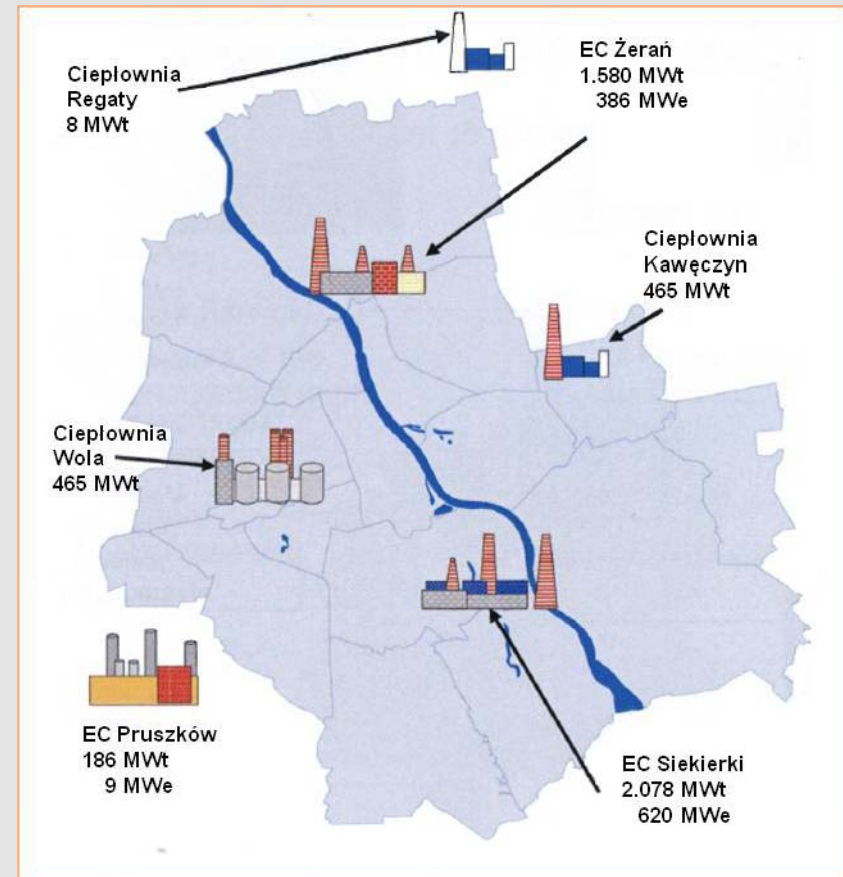 Ciepłownia
Regaty
8 MWt
EC Żerań
1.580 MWt
386 MWe
Ciepłownia
Kawęczyn
465 MWt
Ciepłownia
Wola
465 MWt
EC Pruszków
186 MWt
9 MWe
EC Siekierki
2.078 MWt
620 MWe